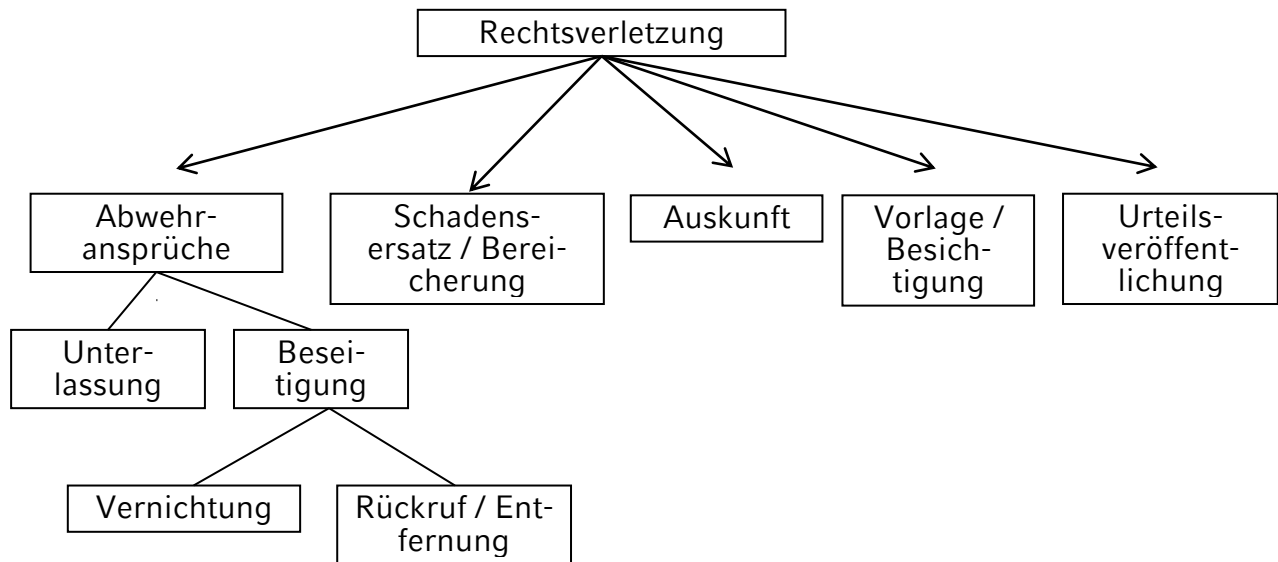 Rechtsverletzung
Abwehr-
ansprüche
Schadens-
ersatz / Berei-
cherung
Auskunft
Vorlage /
Besich-
tigung
Urteils-
veröffent-
lichung
Unter-
lassung
Besei-
tigung
Vernichtung
Rückruf / Ent-
fernung